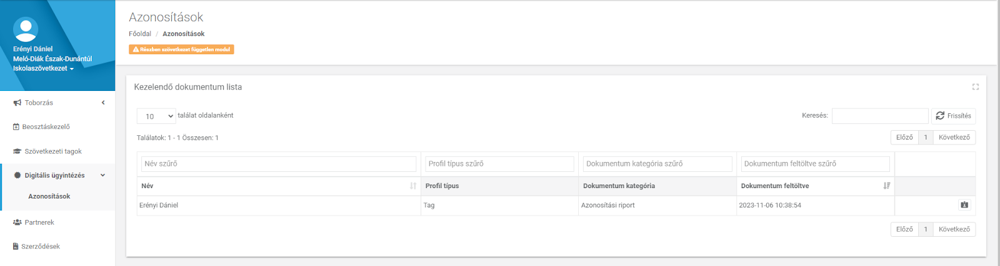 Erényi Dániel
Meló-Diák Észak-Dunántúl
Iskolaszövetkezet
Toborzás
Beosztáskezelő
Szövetkezeti tagok
Digitális ügyintézés
Azonosítások
Partnerek
Szerződések
Azonosítások
Főoldal / Azonosítások
Részben szövetkezet független modul
Kezelendő dokumentum lista
10 találat oldalanként Keresés: Frissítés
Találatok: 1 - 1 Összesen: 1 Előző 1 Következő
Név szűrő Profil típus szűrő Dokumentum kategória szűrő Dokumentum feltöltve szűrő
Név Profil típus Dokumentum kategória Dokumentum feltöltve
Erényi Dániel Tag Azonosítási riport 2023-11-06 10:38:54
Előző 1 Következő